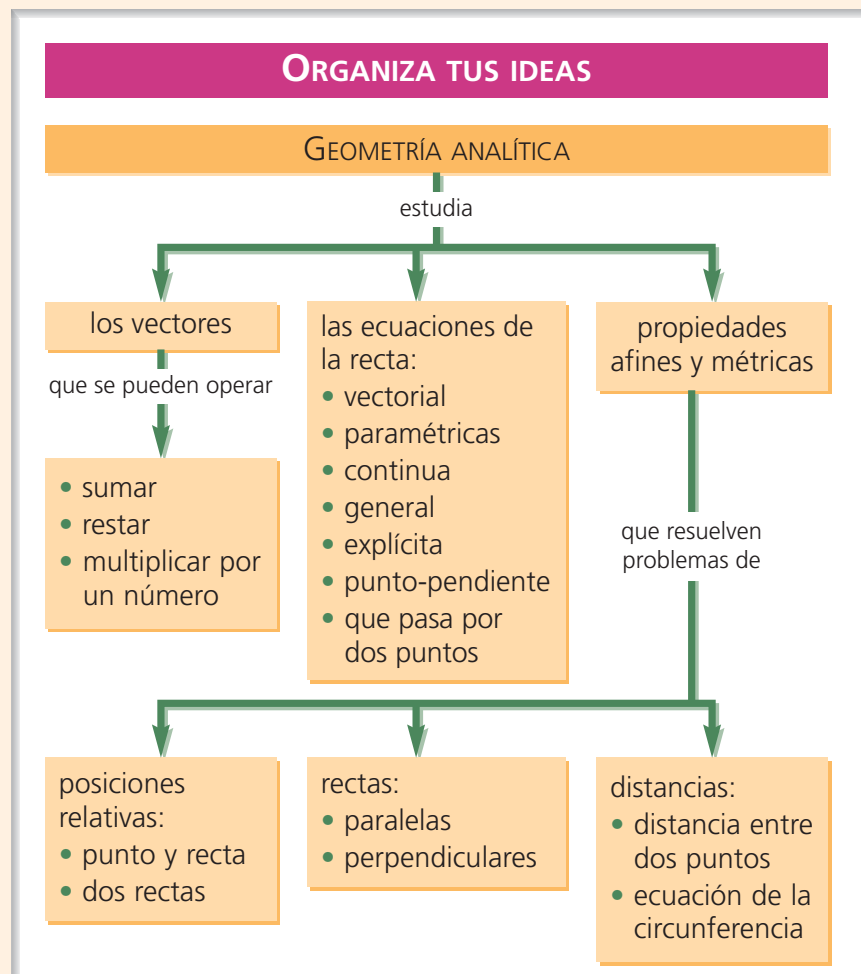 ORGANIZA TUS IDEAS
GEOMETRÍA ANALÍTICA
estudia
los vectores
que se pueden operar
• sumar
• restar
• multiplicar por
un número
las ecuaciones de
la recta:
• vectorial
• paramétricas
• continua
• general
• explícita
• punto-pendiente
• que pasa por
dos puntos
propiedades
afines y métricas
que resuelven
problemas de
posiciones
relativas:
• punto y recta
• dos rectas
rectas:
• paralelas
• perpendiculares
distancias:
• distancia entre
dos puntos
• ecuación de la
circunferencia